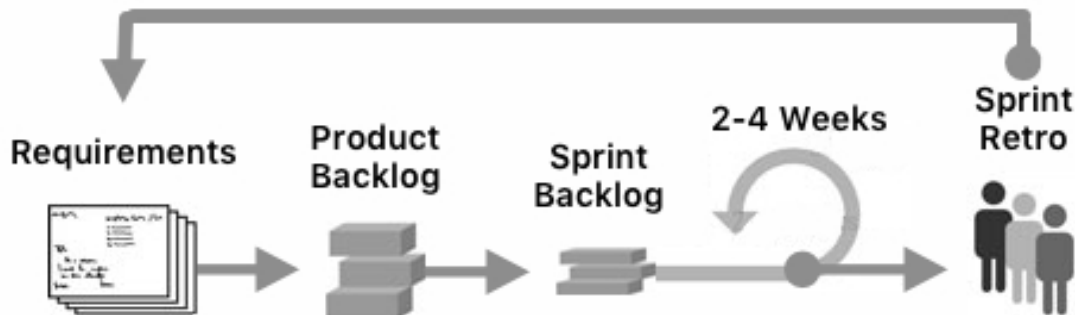 Requirements
Product
Backlog
Sprint
Backlog
2-4 Weeks
Sprint
Retro